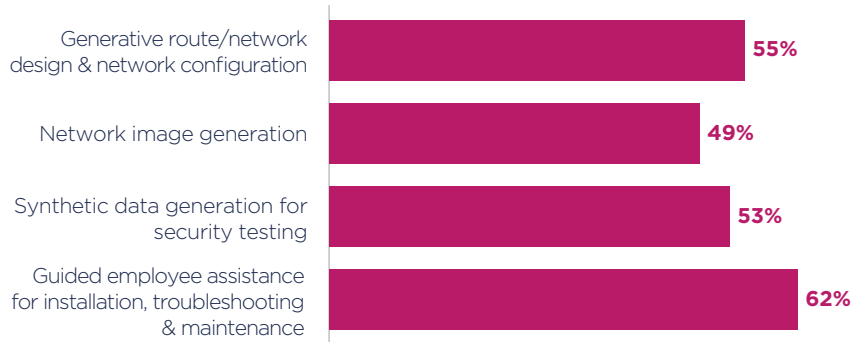 Generative route/network
design & network configuration
55%
Network image generation
49%
Synthetic data generation for
security testing
53%
Guided employee assistance
for installation, troubleshooting
& maintenance
62%